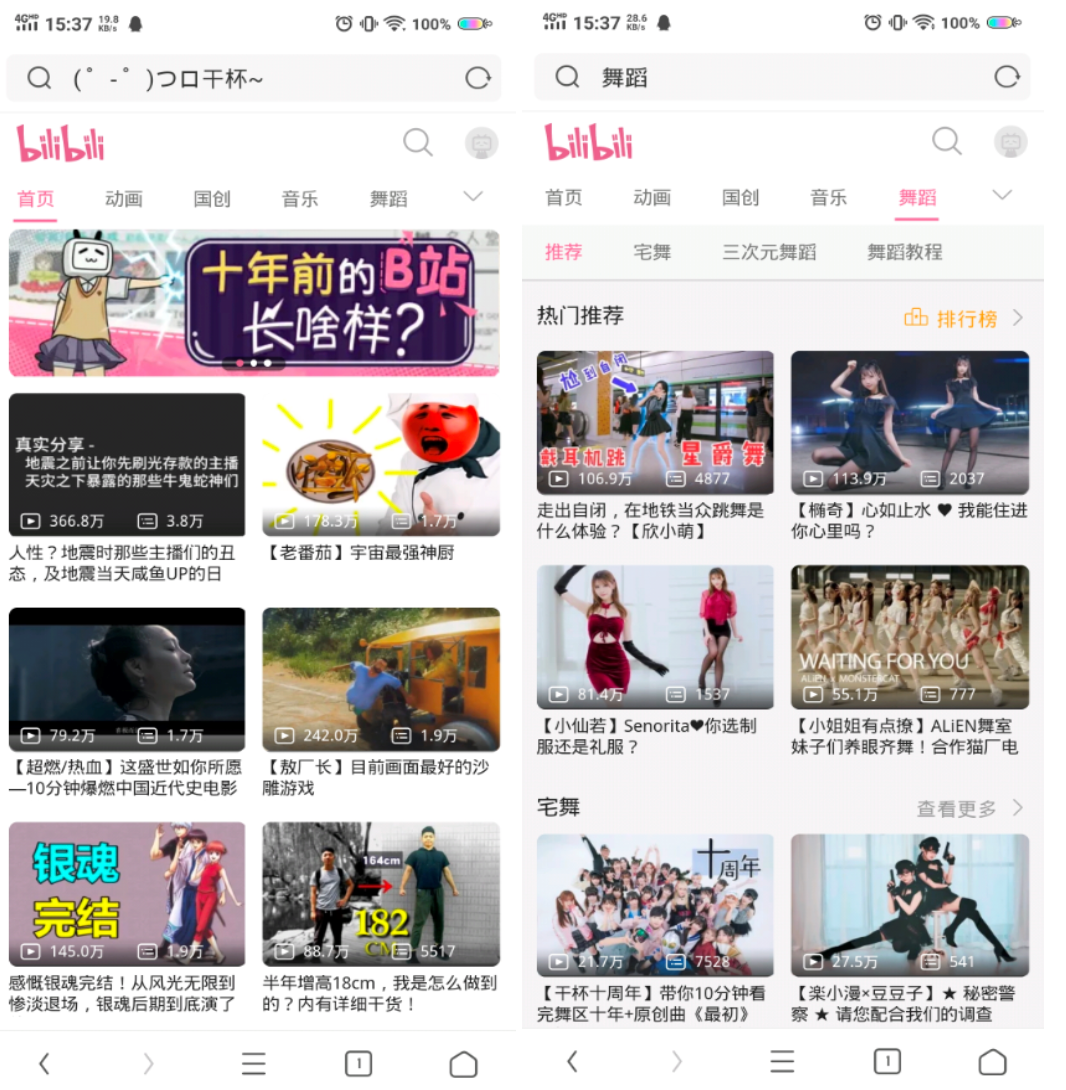 4GHD 15:37 19.8 KB/s 100%
( ゜- ゜)つロ干杯~
bilibili
首页 动画 国创 音乐 舞蹈
十年前的B站
长啥样?
真实分享 -
地震之前让你先刷光存款的主播
天灾之下暴露的那些牛鬼蛇神们
366.8万 3.8万
178.3万 1.7万
人性？地震时那些主播们的丑
态，及地震当天咸鱼UP的日
【老番茄】宇宙最强神厨
79.2万 1.7万
242.0万 1.9万
【超燃/热血】这盛世如你所愿
—10分钟爆燃中国近代史电影
【敖厂长】目前画面最好的沙
雕游戏
银魂
完结
145.0万 1.9万
164cm
182
CM
88.7万 5517
感慨银魂完结！从风光无限到
惨淡退场，银魂后期到底演了
半年增高18cm，我是怎么做到
的？内有详细干货！
1
4GHD 15:37 28.6 KB/s 100%
舞蹈
bilibili
首页 动画 国创 音乐 舞蹈
推荐 宅舞 三次元舞蹈 舞蹈教程
热门推荐 排行榜
尬到自闭
戴耳机跳 星爵舞
106.9万 4877
113.9万 2037
走出自闭，在地铁当众跳舞是
什么体验？【欣小萌】
【椭奇】心如止水 ♥ 我能住进
你心里吗？
81.4万 1537
WAITING FOR YOU
ALiEN x MONSTERCAT
55.1万 777
【小仙若】Senorita♥你选制
服还是礼服？
【小姐姐有点撩】ALiEN舞室
妹子们养眼齐舞！合作猫厂电
宅舞 查看更多
十周年
21.7万 7528
27.5万 541
【干杯十周年】带你10分钟看
完舞区十年+原创曲《最初》
【楽小漫×豆豆子】★ 秘密警
察 ★ 请您配合我们的调查
1